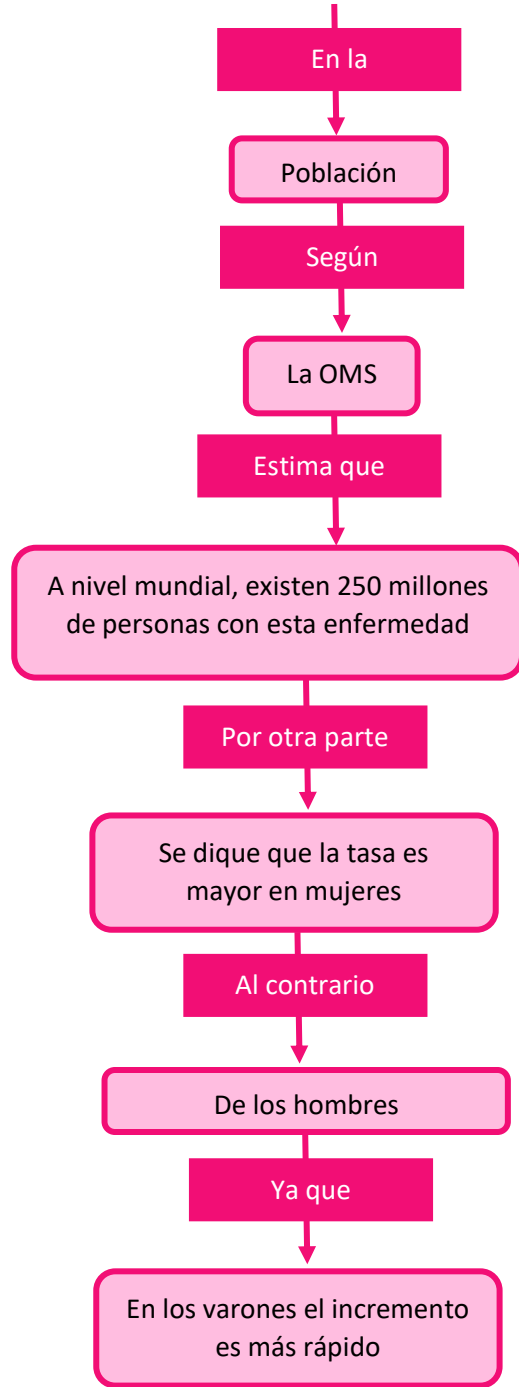 En la
Población
Según
La OMS
Estima que
A nivel mundial, existen 250 millones
de personas con esta enfermedad
Por otra parte
Se dique que la tasa es
mayor en mujeres
Al contrario
De los hombres
Ya que
En los varones el incremento
es más rápido